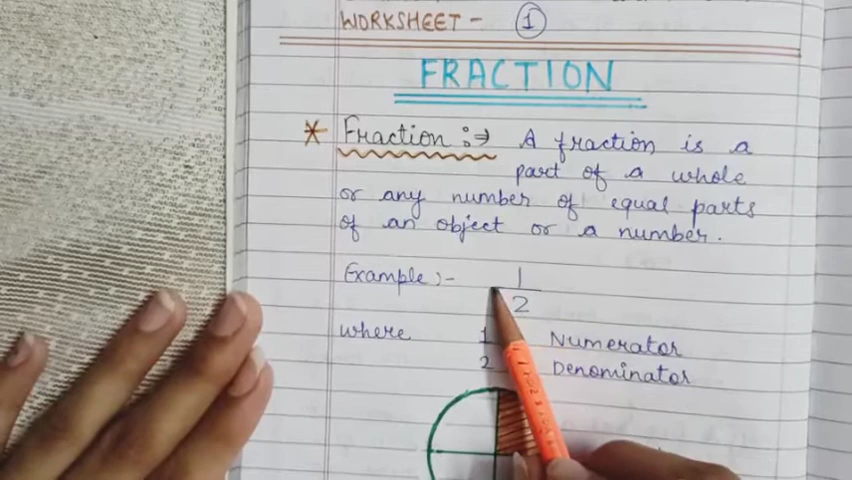 WORKSHEET - 1
FRACTION
* Fraction :⇒ A fraction is a
part of a whole
or any number of equal parts
of an object or a number.
Example :- 1
2
where 1 Numerator
2 Denominator